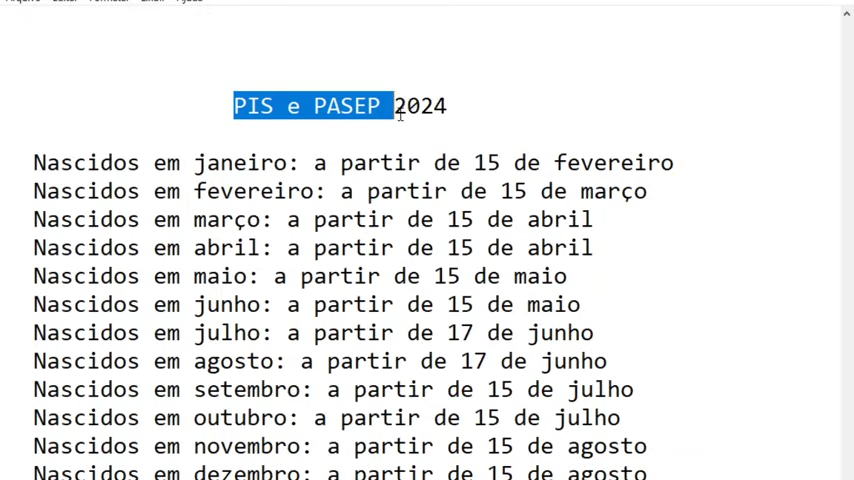 PIS e PASEP 2024
Nascidos em janeiro: a partir de 15 de fevereiro
Nascidos em fevereiro: a partir de 15 de março
Nascidos em março: a partir de 15 de abril
Nascidos em abril: a partir de 15 de abril
Nascidos em maio: a partir de 15 de maio
Nascidos em junho: a partir de 15 de maio
Nascidos em julho: a partir de 17 de junho
Nascidos em agosto: a partir de 17 de junho
Nascidos em setembro: a partir de 15 de julho
Nascidos em outubro: a partir de 15 de julho
Nascidos em novembro: a partir de 15 de agosto
Nascidos em dezembro: a partir de 15 de agosto